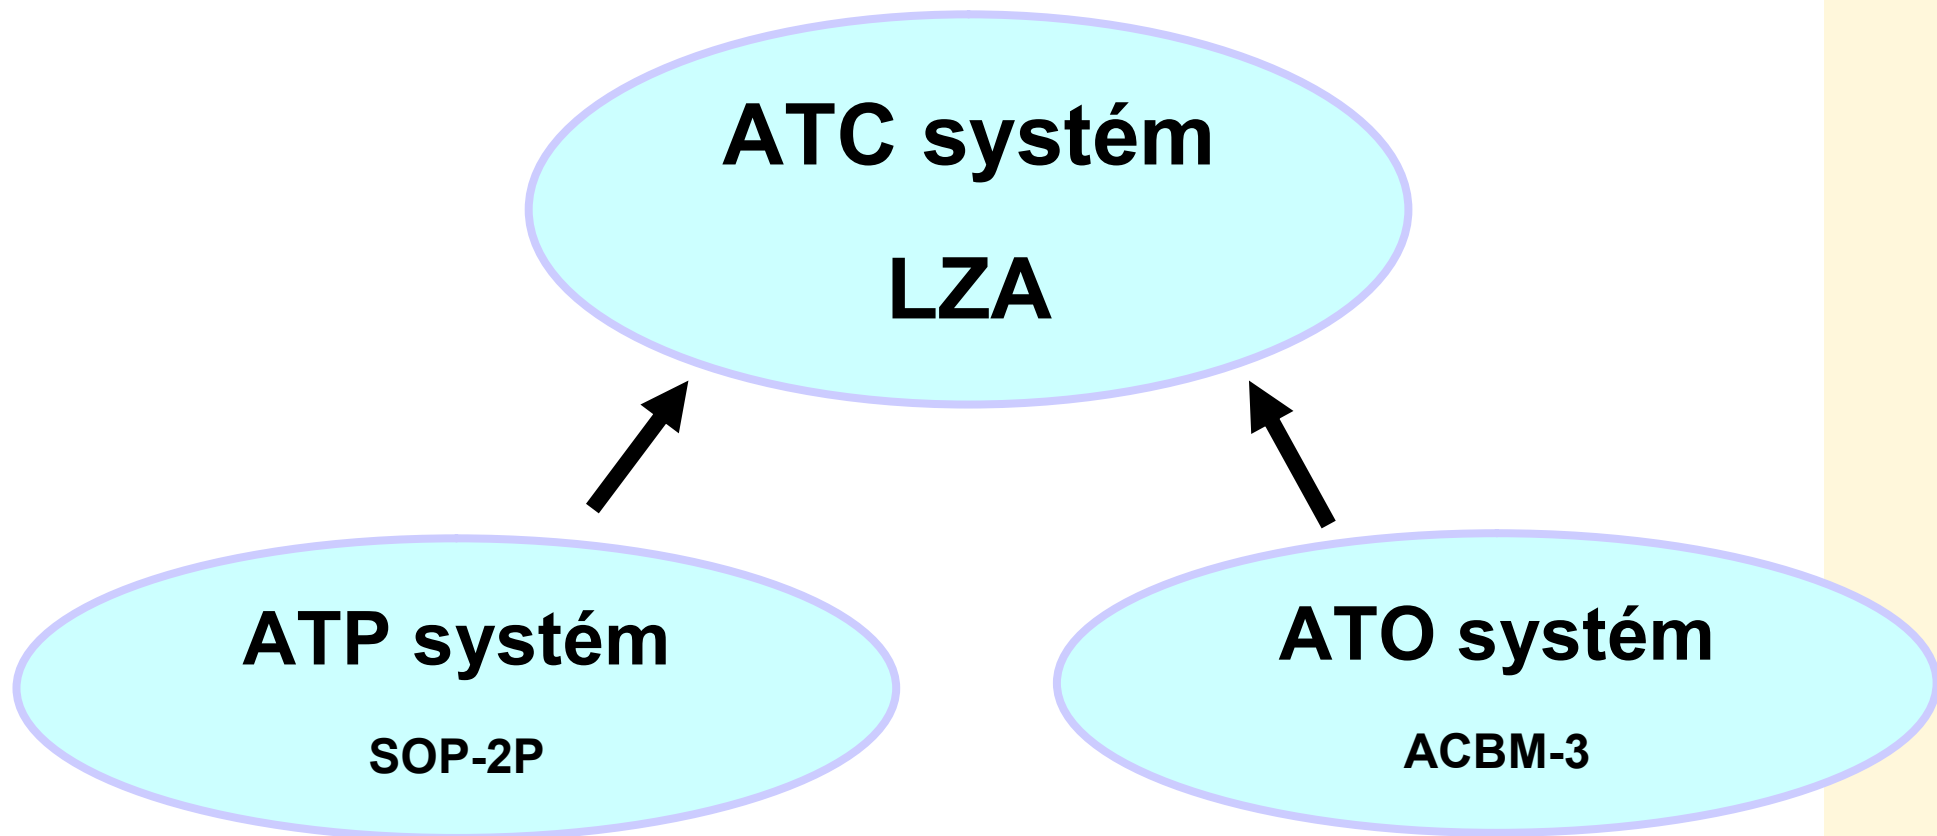 ATC systém
LZA
ATP systém
SOP-2P
ATO systém
ACBM-3